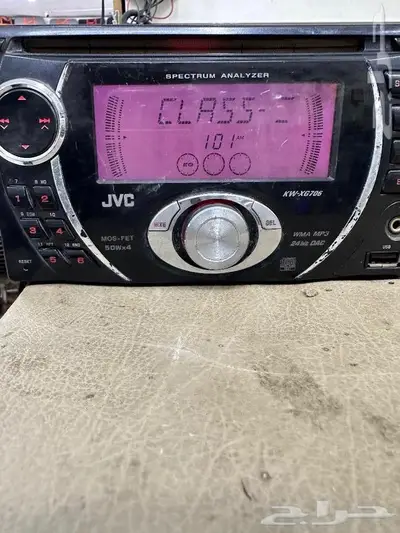 SPECTRUM ANALYZER
CLASS-I
101
JVC
KW-XG706
MOS-FET
50W×4
WMA MP3
24bit DAC
USB
RESET
1
2
3
4
5
6
SEL
حراج